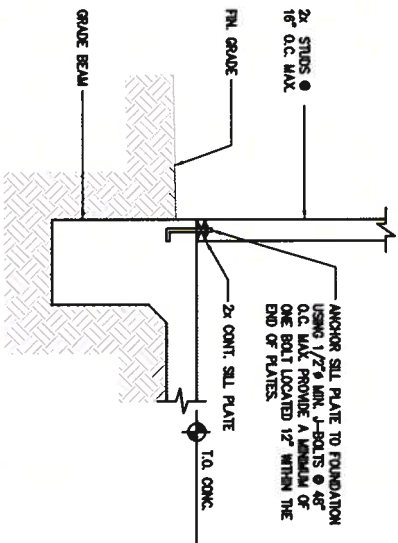 2x STUDS @
16" O.C. MAX.
FIN. GRADE
GRADE BEAM
ANCHOR SILL PLATE TO FOUNDATION
USING 1/2"ø MIN. J-BOLTS @ 48"
O.C. MAX. PROVIDE A MINIMUM OF
ONE BOLT LOCATED 12" WITHIN THE
END OF PLATES.
2x CONT. SILL PLATE
T.O. CONC.